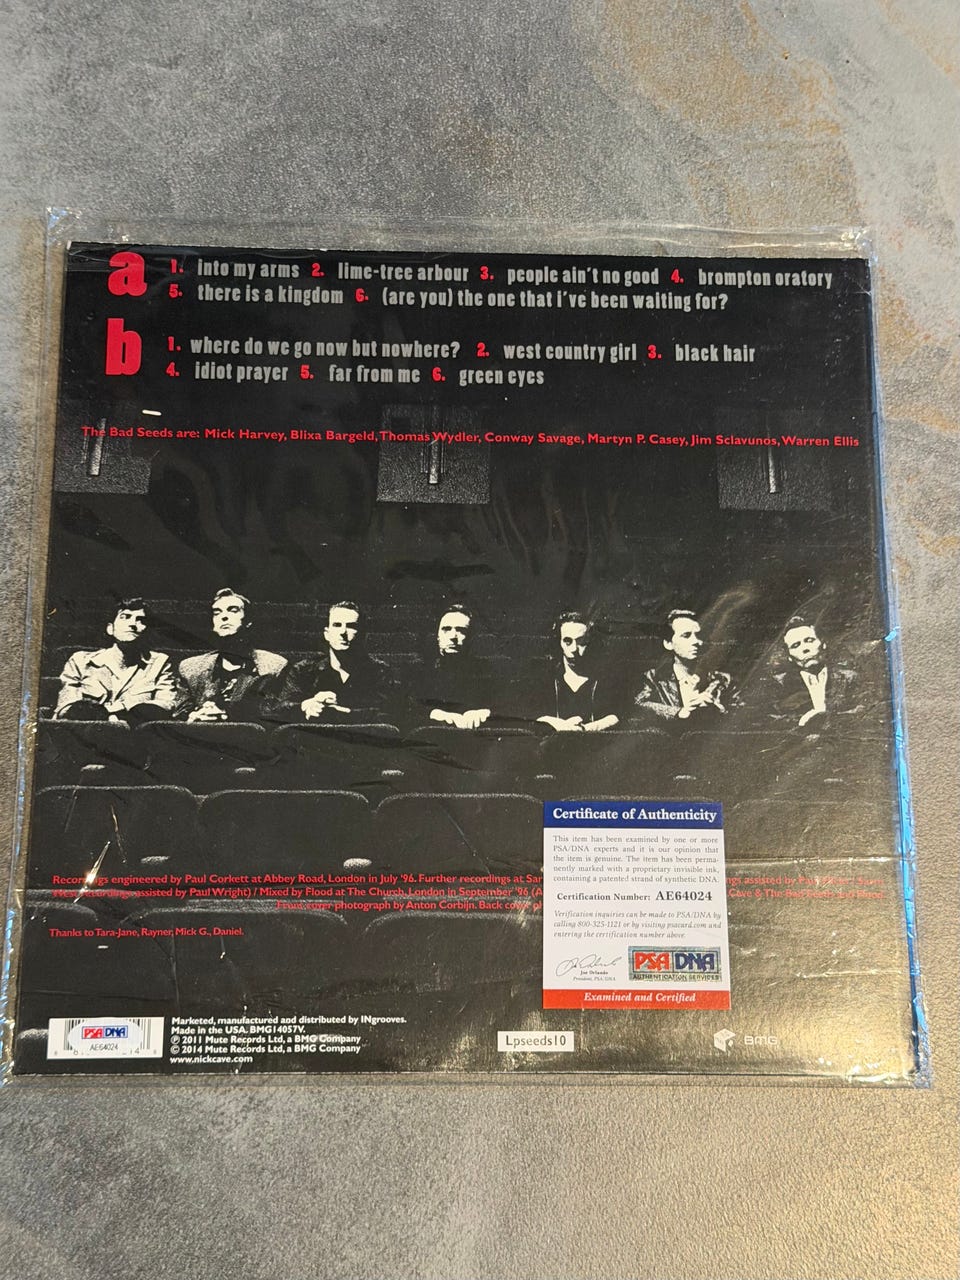 a 1. into my arms 2. lime-tree arbour 3. people ain't no good 4. brompton oratory
5. there is a kingdom 6. (are you) the one that i've been waiting for?
b 1. where do we go now but nowhere? 2. west country girl 3. black hair
4. idiot prayer 5. far from me 6. green eyes
The Bad Seeds are: Mick Harvey, Blixa Bargeld, Thomas Wydler, Conway Savage, Martyn P. Casey, Jim Sclavunos, Warren Ellis
Recordings engineered by Paul Corkett at Abbey Road, London in July '96. Further recordings at Sar
assisted by Paul Wright) / Mixed by Flood at The Church, London in September '96 (A
Front cover photograph by Anton Corbijn. Back cover
Thanks to Tara-Jane, Rayner, Mick G., Daniel.
Certificate of Authenticity
This item has been examined by one or more
PSA/DNA experts and it is our opinion that
the item is genuine. The item has been perma-
nently marked with a proprietary invisible ink,
containing a patented strand of synthetic DNA.
Certification Number: AE64024
Verification inquiries can be made to PSA/DNA by
calling 800-325-1121 or by visiting psacard.com and
entering the certification number above.
Joe Orlando
President, PSA/DNA
PSA DNA
AUTHENTICATION SERVICES
Examined and Certified
PSA DNA
AE64024
Marketed, manufactured and distributed by INgrooves.
Made in the USA. BMG14057V.
℗ 2011 Mute Records Ltd, a BMG Company
© 2014 Mute Records Ltd, a BMG Company
www.nickcave.com
Lpseeds10
BMG